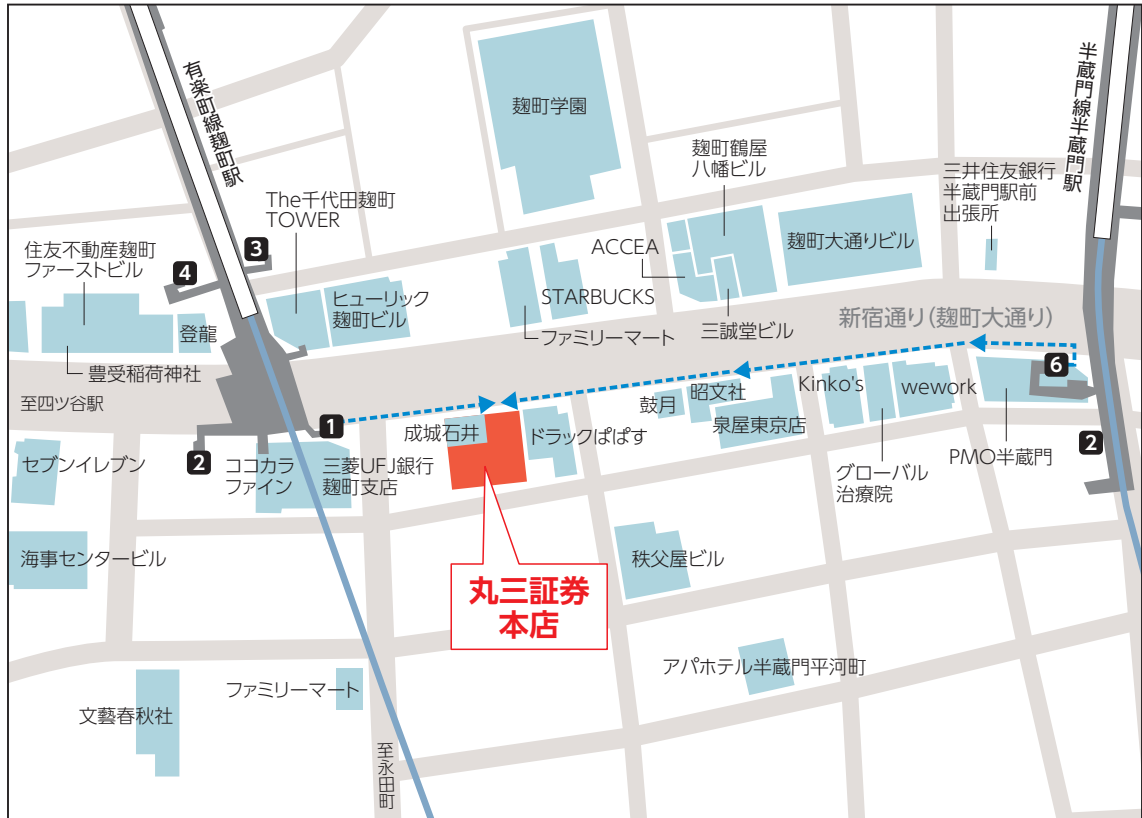 有楽町線麹町駅
麹町学園
半蔵門線半蔵門駅
麹町鶴屋
八幡ビル
三井住友銀行
半蔵門駅前
出張所
The千代田麹町
TOWER
住友不動産麹町
ファーストビル
3
4
ACCEA
麹町大通りビル
ヒューリック
麹町ビル
STARBUCKS
ファミリーマート
三誠堂ビル
新宿通り(麹町大通り)
登龍
豊受稲荷神社
至四ツ谷駅
6
1
成城石井
ドラックぱぱす
鼓月
昭文社
泉屋東京店
Kinko's
wework
グローバル
治療院
PMO半蔵門
2
セブンイレブン
2
ココカラ
ファイン
三菱UFJ銀行
麹町支店
海事センタービル
秩父屋ビル
丸三証券
本店
アパホテル半蔵門平河町
ファミリーマート
文藝春秋社
至永田町